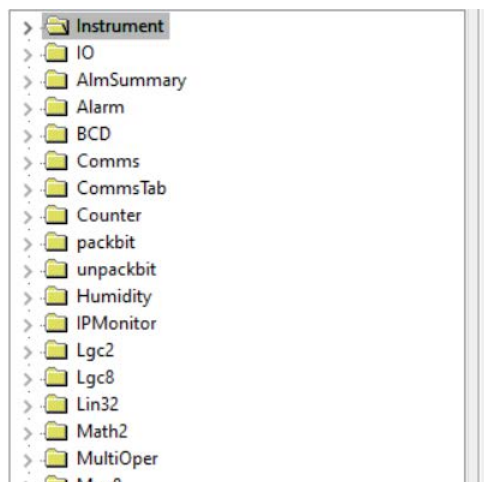 Instrument
IO
AlmSummary
Alarm
BCD
Comms
CommsTab
Counter
packbit
unpackbit
Humidity
IPMonitor
Lgc2
Lgc8
Lin32
Math2
MultiOper